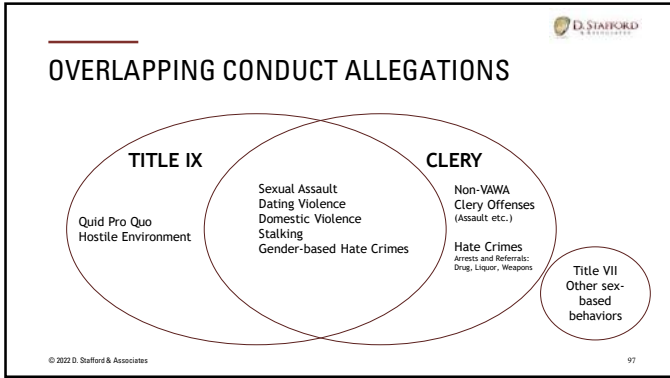 D. STAFFORD
& ASSOCIATES
OVERLAPPING CONDUCT ALLEGATIONS
TITLE IX
Quid Pro Quo
Hostile Environment
Sexual Assault
Dating Violence
Domestic Violence
Stalking
Gender-based Hate Crimes
CLERY
Non-VAWA
Clery Offenses
(Assault etc.)
Hate Crimes
Arrests and Referrals:
Drug, Liquor, Weapons
Title VII
Other sex-
based
behaviors
© 2022 D. Stafford & Associates
97